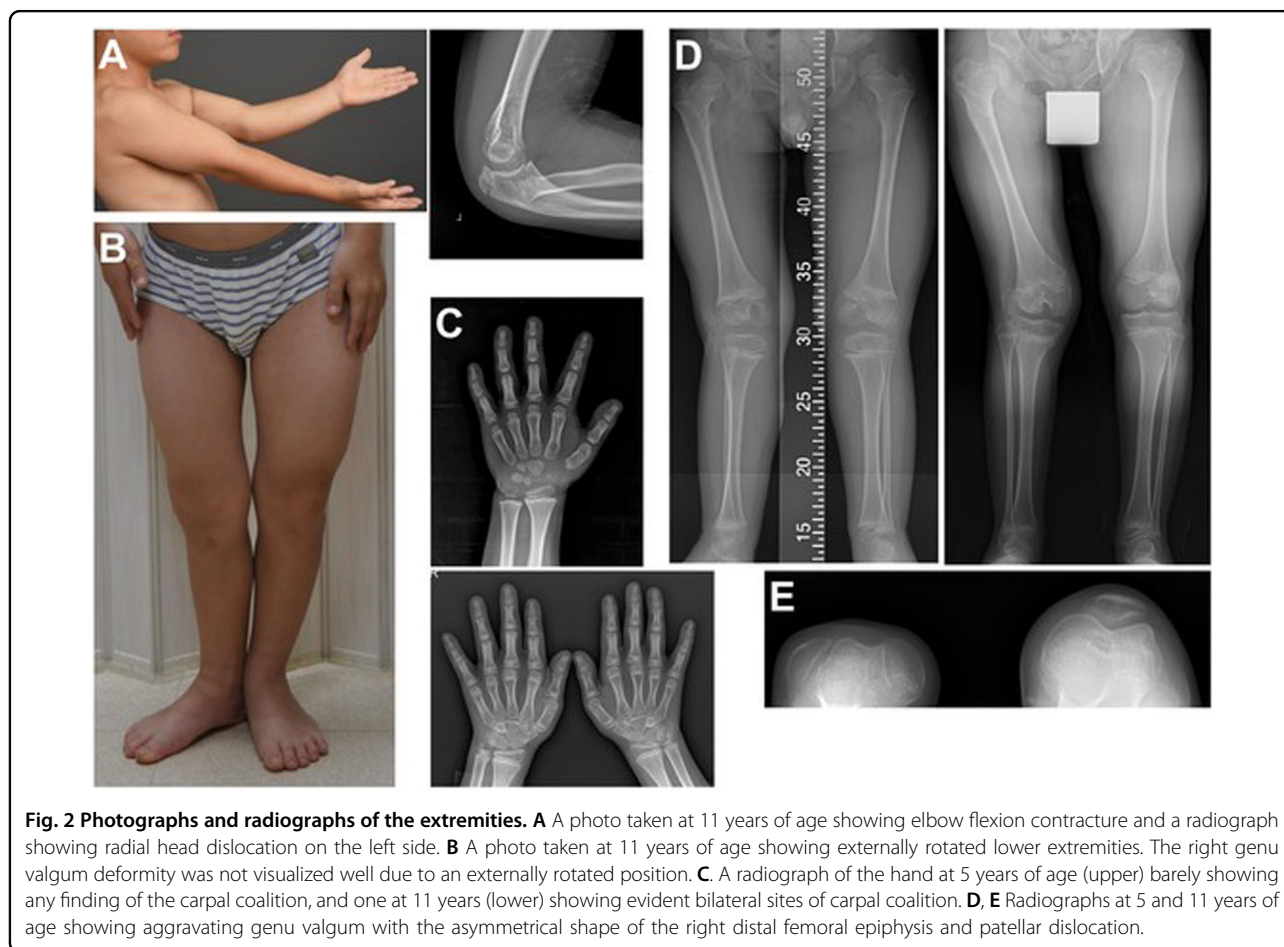 A
B
C
D
E
50
45
40
35
30
25
20
15
R
Fig. 2 Photographs and radiographs of the extremities. A A photo taken at 11 years of age showing elbow flexion contracture and a radiograph
showing radial head dislocation on the left side. B A photo taken at 11 years of age showing externally rotated lower extremities. The right genu
valgum deformity was not visualized well due to an externally rotated position. C. A radiograph of the hand at 5 years of age (upper) barely showing
any finding of the carpal coalition, and one at 11 years (lower) showing evident bilateral sites of carpal coalition. D, E Radiographs at 5 and 11 years of
age showing aggravating genu valgum with the asymmetrical shape of the right distal femoral epiphysis and patellar dislocation.